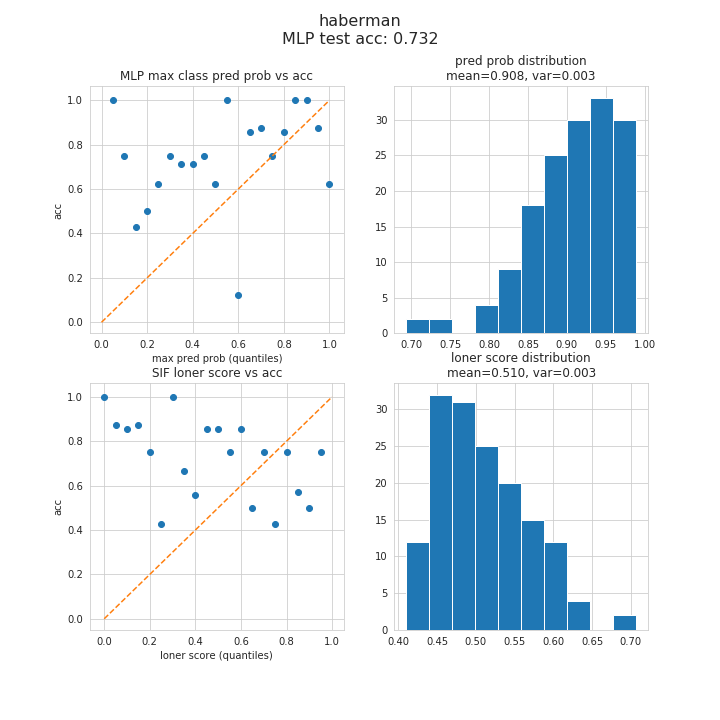 haberman
MLP test acc: 0.732
MLP max class pred prob vs acc
1.0
0.8
0.6
0.4
0.2
0.0
acc
0.0 0.2 0.4 0.6 0.8 1.0
max pred prob (quantiles)
pred prob distribution
mean=0.908, var=0.003
30
25
20
15
10
5
0
0.70 0.75 0.80 0.85 0.90 0.95 1.00
SIF loner score vs acc
1.0
0.8
0.6
0.4
0.2
0.0
acc
0.0 0.2 0.4 0.6 0.8 1.0
loner score (quantiles)
loner score distribution
mean=0.510, var=0.003
30
25
20
15
10
5
0
0.40 0.45 0.50 0.55 0.60 0.65 0.70